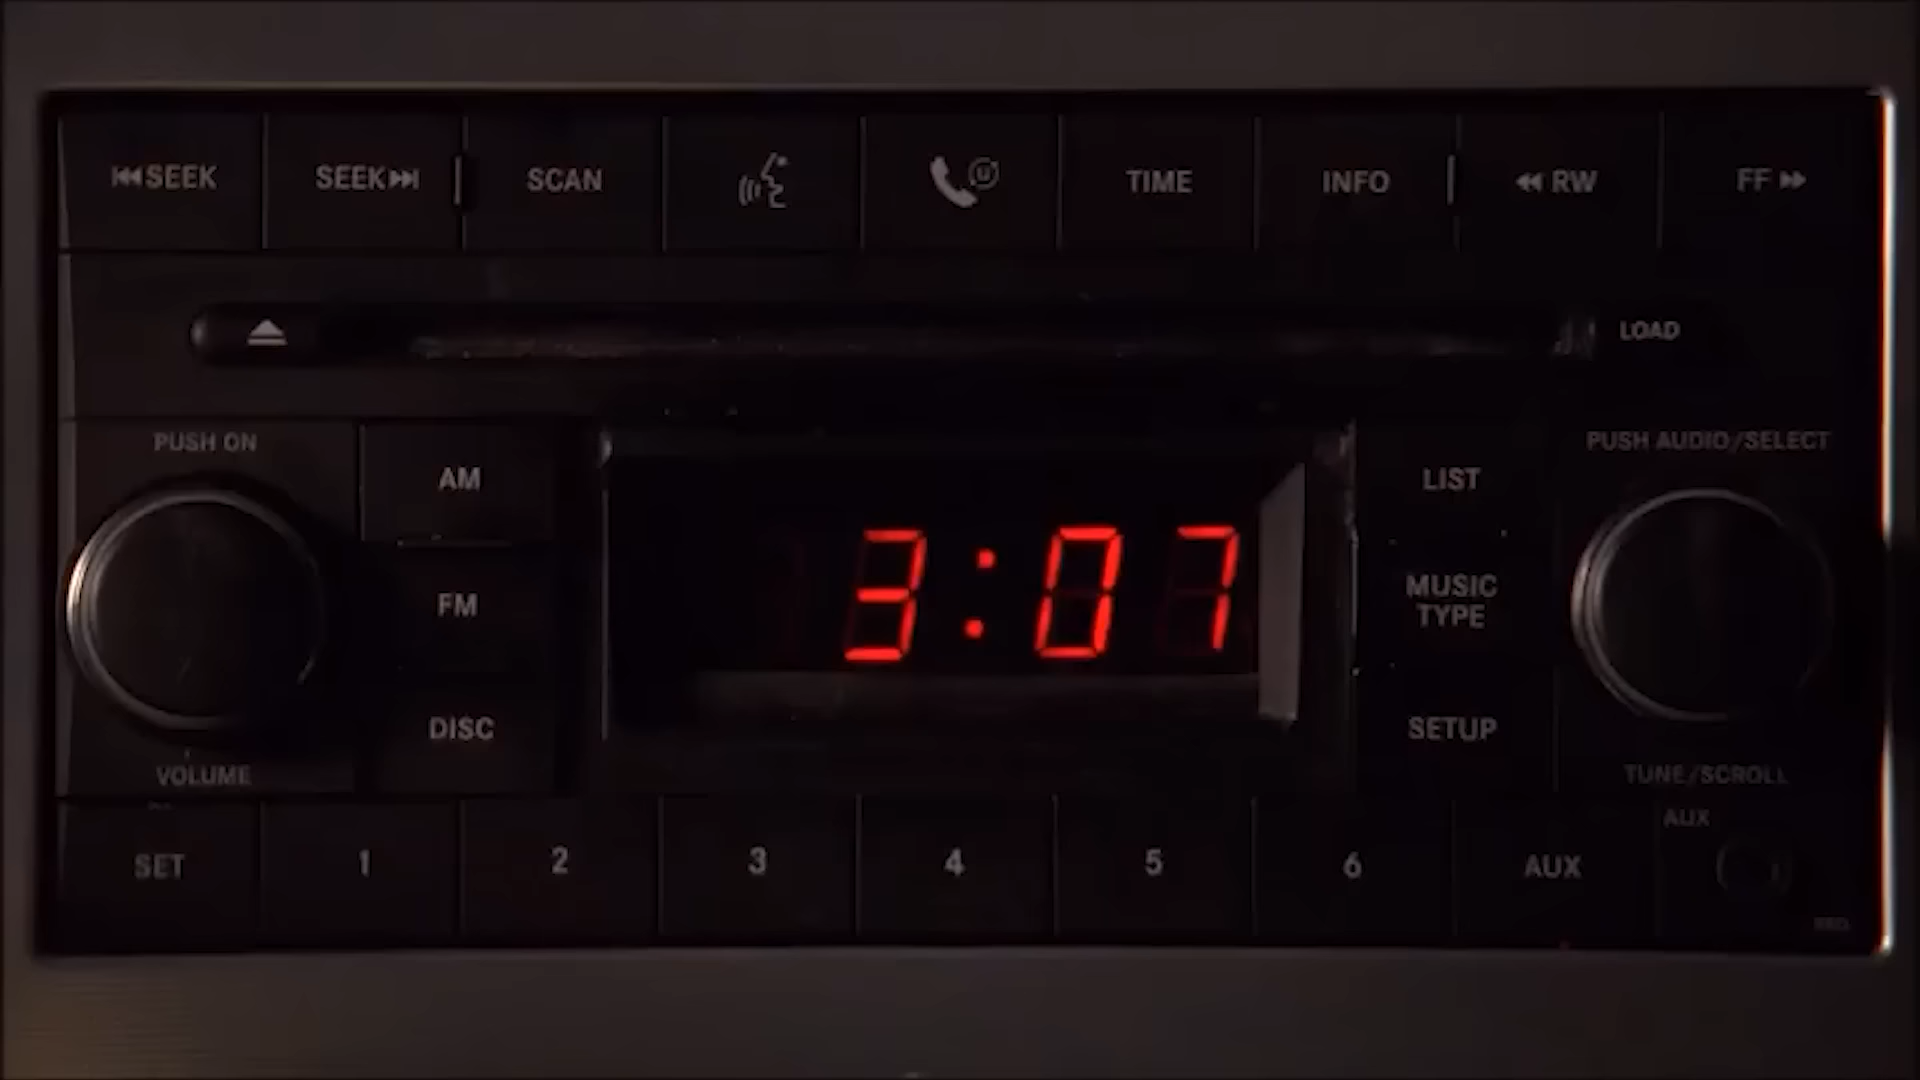 SEEK SEEK SCAN TIME INFO RW FF
LOAD
PUSH ON
AM
FM
DISC
VOLUME
3:07
LIST
MUSIC
TYPE
SETUP
PUSH AUDIO/SELECT
TUNE/SCROLL
AUX
SET 1 2 3 4 5 6 AUX